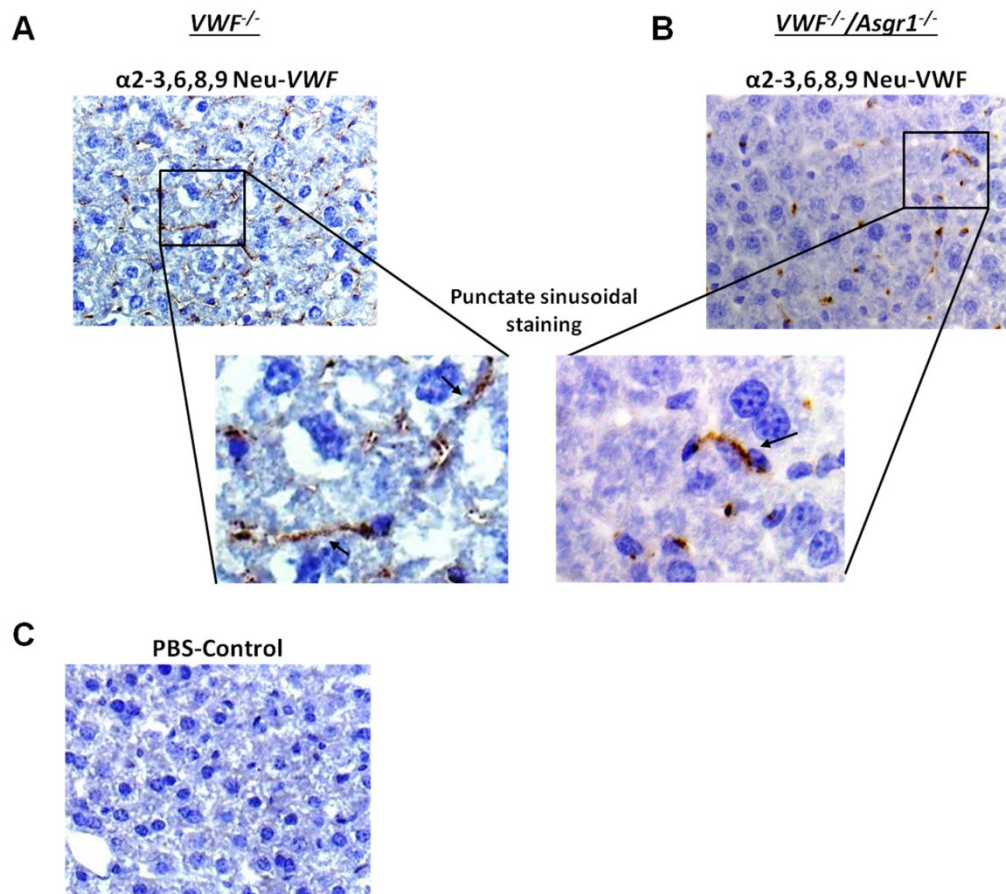 A
VWF-/-
α2-3,6,8,9 Neu-VWF
B
VWF-/-/Asgr1-/-
α2-3,6,8,9 Neu-VWF
Punctate sinusoidal
staining
C
PBS-Control